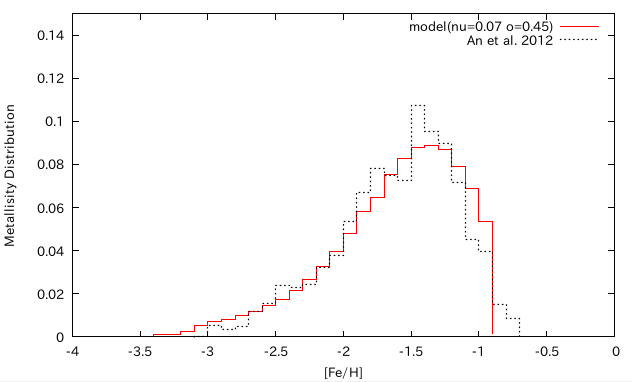 model(nu=0.07 o=0.45)
An et al. 2012
0.14
0.12
0.1
0.08
0.06
0.04
0.02
0
Metallisity Distribution
-4 -3.5 -3 -2.5 -2 -1.5 -1 -0.5 0
[Fe/H]